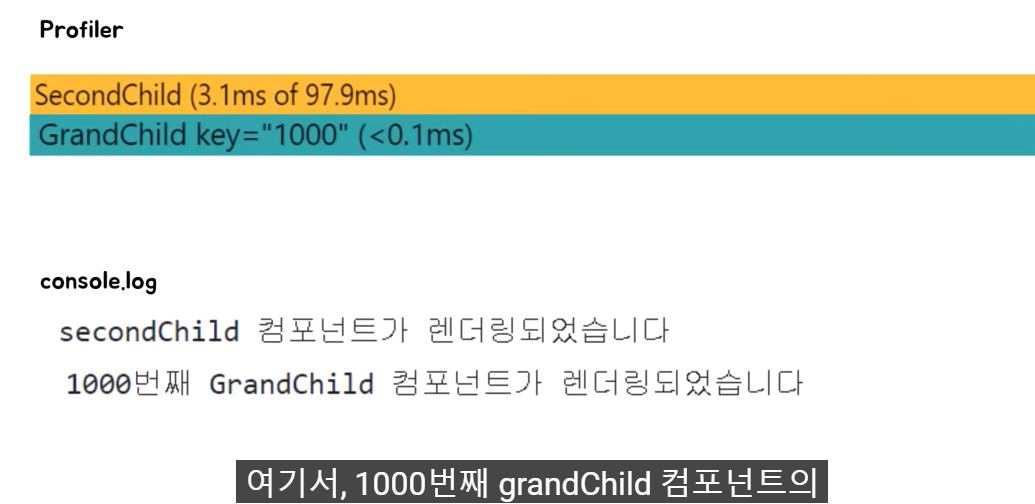 Profiler
SecondChild (3.1ms of 97.9ms)
GrandChild key="1000" (<0.1ms)
console.log
secondChild 컴포넌트가 렌더링되었습니다
1000번째 GrandChild 컴포넌트가 렌더링되었습니다
여기서, 1000번째 grandChild 컴포넌트의